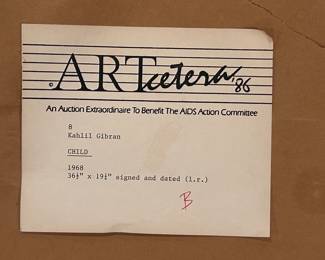 ARTcetera '86
An Auction Extraordinaire To Benefit The AIDS Action Committee
8
Kahlil Gibran
CHILD
1968
36½" x 19½" signed and dated (l.r.)
B